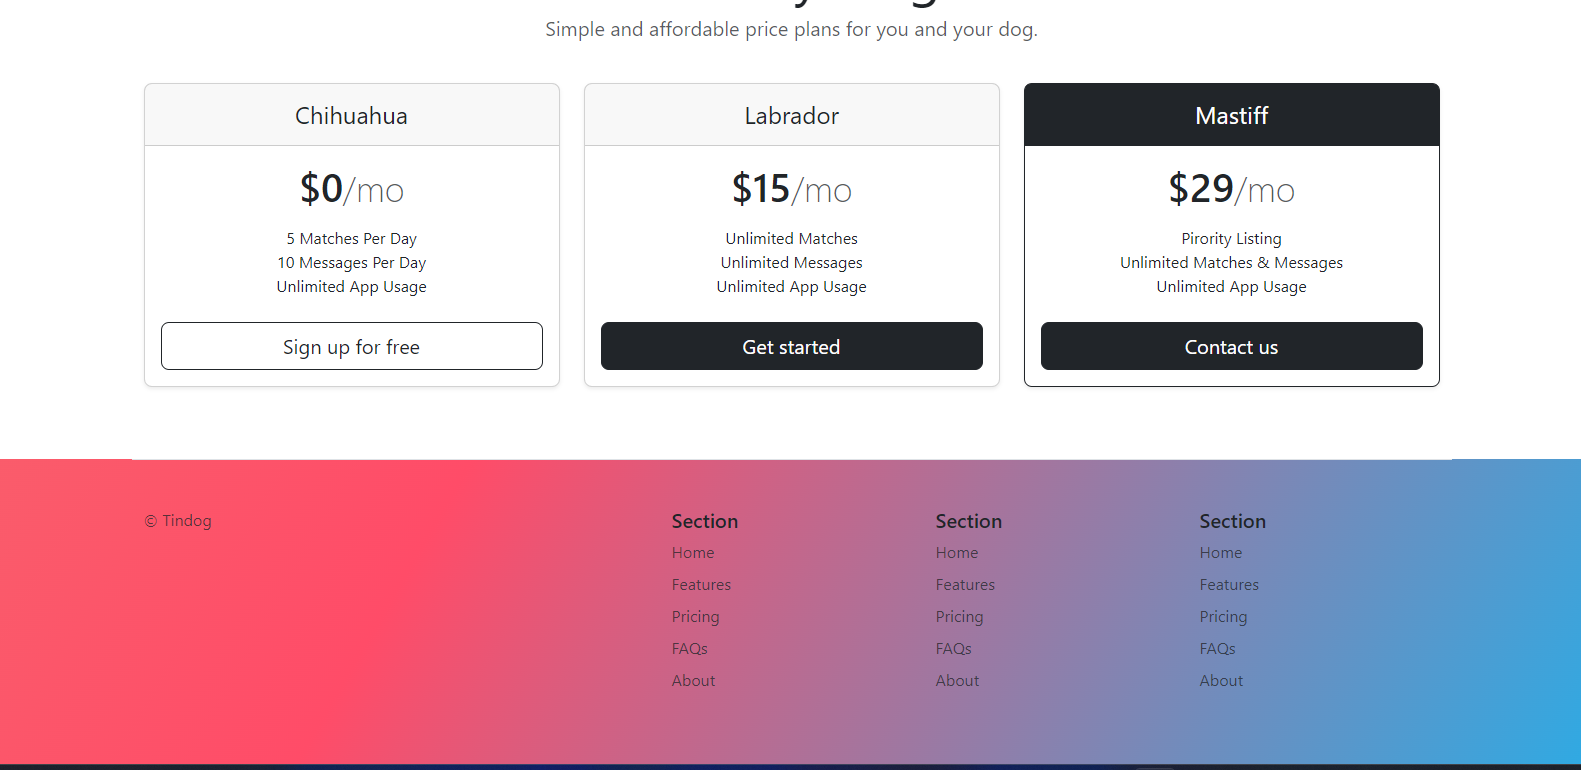 Simple and affordable price plans for you and your dog.
Chihuahua
$0/mo
5 Matches Per Day
10 Messages Per Day
Unlimited App Usage
Sign up for free
Labrador
$15/mo
Unlimited Matches
Unlimited Messages
Unlimited App Usage
Get started
Mastiff
$29/mo
Pirority Listing
Unlimited Matches & Messages
Unlimited App Usage
Contact us
© Tindog
Section
Home
Features
Pricing
FAQs
About
Section
Home
Features
Pricing
FAQs
About
Section
Home
Features
Pricing
FAQs
About